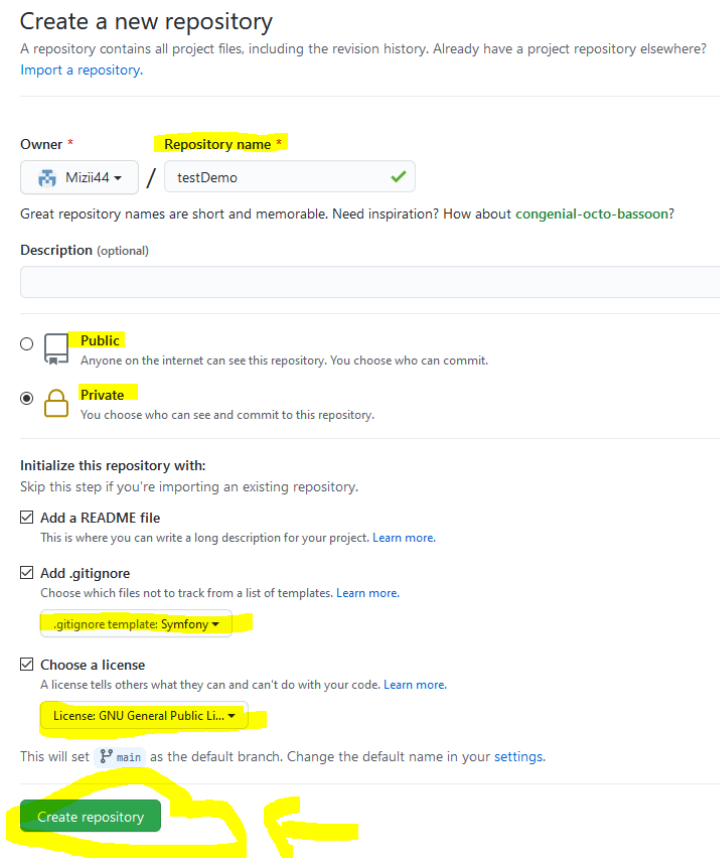 Create a new repository
A repository contains all project files, including the revision history. Already have a project repository elsewhere?
Import a repository.
Owner *
Repository name *
Mizii44
/
testDemo
Great repository names are short and memorable. Need inspiration? How about congenial-octo-bassoon?
Description (optional)
Public
Anyone on the internet can see this repository. You choose who can commit.
Private
You choose who can see and commit to this repository.
Initialize this repository with:
Skip this step if you're importing an existing repository.
Add a README file
This is where you can write a long description for your project. Learn more.
Add .gitignore
Choose which files not to track from a list of templates. Learn more.
.gitignore template: Symfony
Choose a license
A license tells others what they can and can't do with your code. Learn more.
License: GNU General Public Li...
This will set main as the default branch. Change the default name in your settings.
Create repository